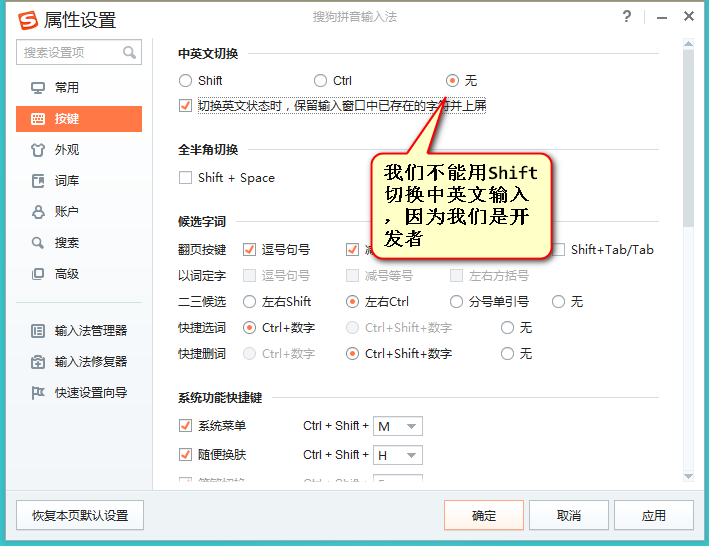 属性设置
搜狗拼音输入法
?
搜索设置项
常用
按键
外观
词库
账户
搜索
高级
输入法管理器
输入法修复器
快速设置向导
中英文切换
Shift Ctrl 无
切换英文状态时，保留输入窗口中已存在的字符并上屏
我们不能用Shift
切换中英文输入
，因为我们是开
发者
全半角切换
Shift + Space
候选字词
翻页按键 逗号句号 Shift+Tab/Tab
以词定字 逗号句号 减号等号 左右方括号
二三候选 左右Shift 左右Ctrl 分号单引号 无
快捷选词 Ctrl+数字 Ctrl+Shift+数字 无
快捷删词 Ctrl+数字 Ctrl+Shift+数字 无
系统功能快捷键
系统菜单 Ctrl + Shift + M
随便换肤 Ctrl + Shift + H
恢复本页默认设置
确定 取消 应用